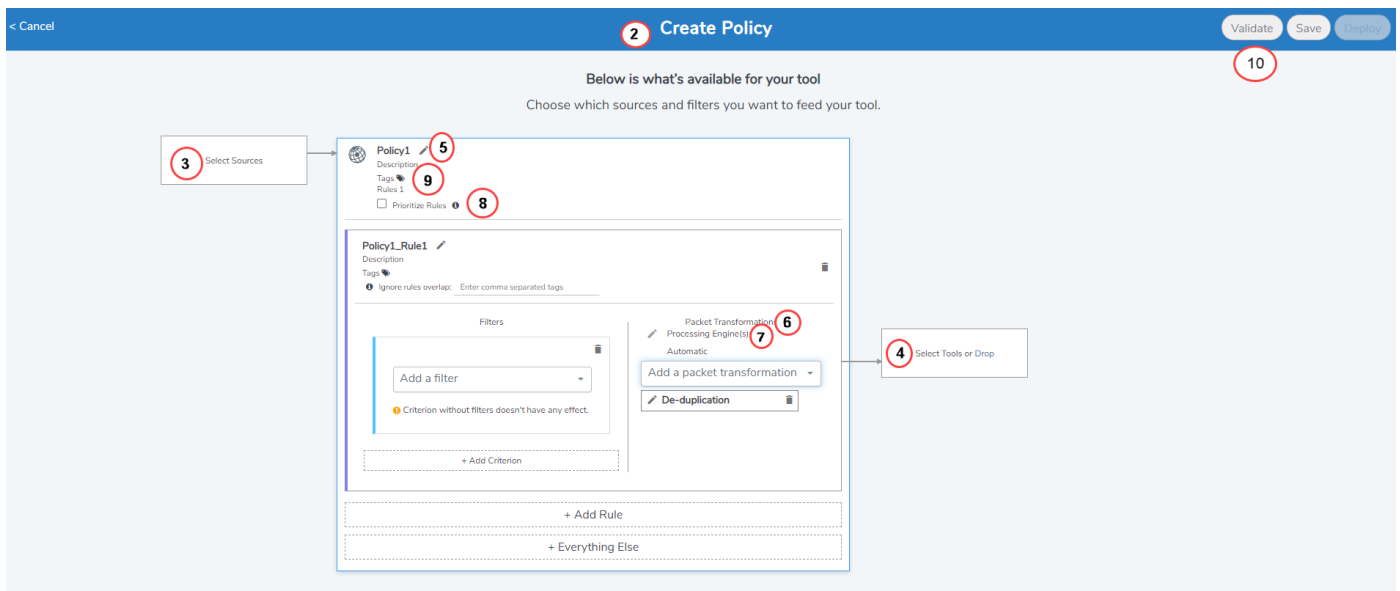 < Cancel
2 Create Policy
Validate Save Deploy
10
Below is what's available for your tool
Choose which sources and filters you want to feed your tool.
3 Select Sources
Policy1 5
Description
Tags 9
Rules 1
Prioritize Rules 8
Policy1_Rule1
Description
Tags
Ignore rules overlap: Enter comma separated tags
Filters
Add a filter
Criterion without filters doesn't have any effect.
+ Add Criterion
Packet Transformation 6
Processing Engine(s) 7
Automatic
Add a packet transformation
De-duplication
4 Select Tools or Drop
+ Add Rule
+ Everything Else